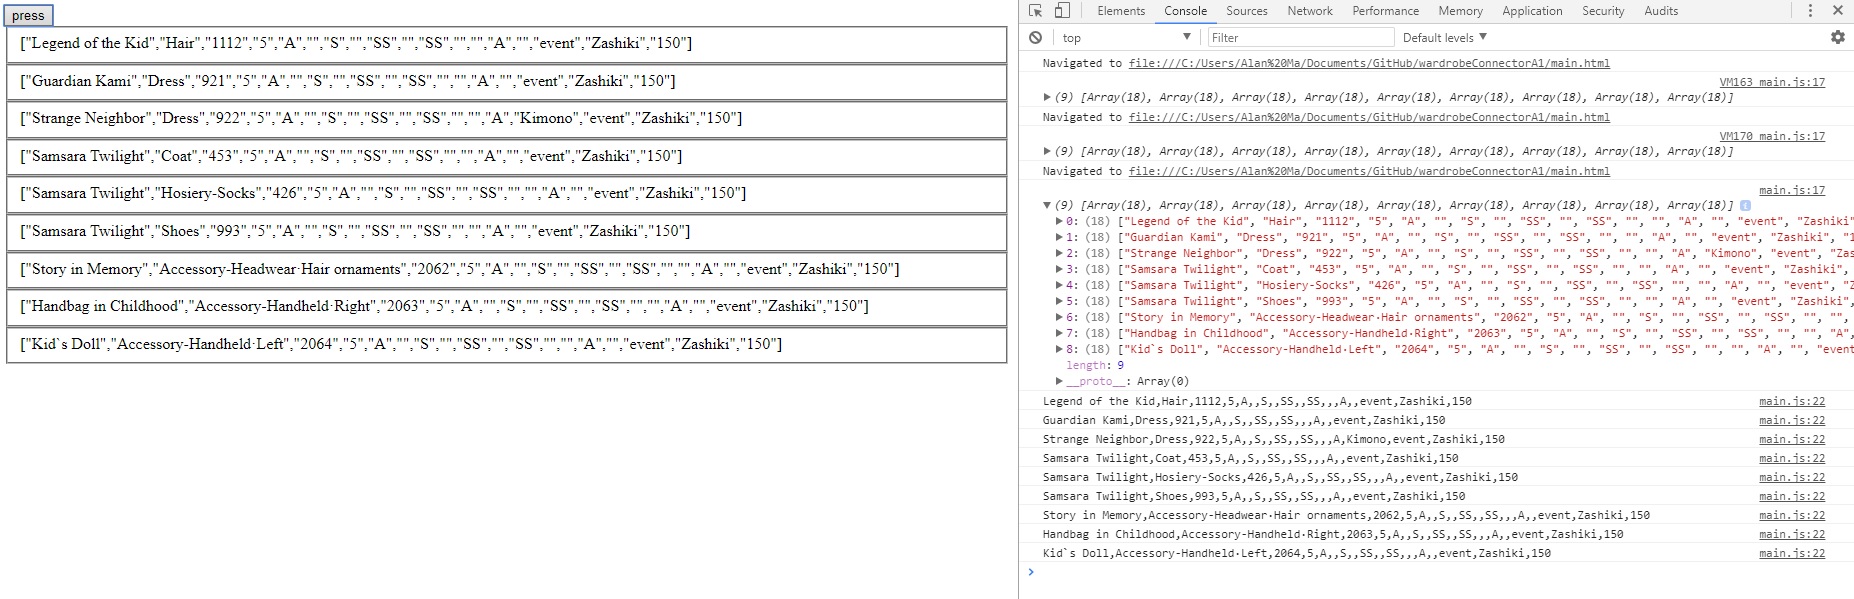 press
["Legend of the Kid","Hair","1112","5","A","","S","","SS","","SS","","","A","","event","Zashiki","150"]
["Guardian Kami","Dress","921","5","A","","S","","SS","","SS","","","A","","event","Zashiki","150"]
["Strange Neighbor","Dress","922","5","A","","S","","SS","","SS","","","A","Kimono","event","Zashiki","150"]
["Samsara Twilight","Coat","453","5","A","","S","","SS","","SS","","","A","","event","Zashiki","150"]
["Samsara Twilight","Hosiery-Socks","426","5","A","","S","","SS","","SS","","","A","","event","Zashiki","150"]
["Samsara Twilight","Shoes","993","5","A","","S","","SS","","SS","","","A","","event","Zashiki","150"]
["Story in Memory","Accessory-Headwear·Hair ornaments","2062","5","A","","S","","SS","","SS","","","A","","event","Zashiki","150"]
["Handbag in Childhood","Accessory-Handheld·Right","2063","5","A","","S","","SS","","SS","","","A","","event","Zashiki","150"]
["Kid`s Doll","Accessory-Handheld·Left","2064","5","A","","S","","SS","","SS","","","A","","event","Zashiki","150"]
Elements Console Sources Network Performance Memory Application Security Audits
top Filter Default levels
Navigated to file:///C:/Users/Alan%20Ma/Documents/GitHub/wardrobeConnectorA1/main.html
VM163 main.js:17
(9) [Array(18), Array(18), Array(18), Array(18), Array(18), Array(18), Array(18), Array(18), Array(18)]
Navigated to file:///C:/Users/Alan%20Ma/Documents/GitHub/wardrobeConnectorA1/main.html
VM170 main.js:17
(9) [Array(18), Array(18), Array(18), Array(18), Array(18), Array(18), Array(18), Array(18), Array(18)]
Navigated to file:///C:/Users/Alan%20Ma/Documents/GitHub/wardrobeConnectorA1/main.html
main.js:17
(9) [Array(18), Array(18), Array(18), Array(18), Array(18), Array(18), Array(18), Array(18), Array(18)] i
0: (18) ["Legend of the Kid", "Hair", "1112", "5", "A", "", "S", "", "SS", "", "SS", "", "", "A", "", "event", "Zashiki"
1: (18) ["Guardian Kami", "Dress", "921", "5", "A", "", "S", "", "SS", "", "SS", "", "", "A", "", "event", "Zashiki", "1
2: (18) ["Strange Neighbor", "Dress", "922", "5", "A", "", "S", "", "SS", "", "SS", "", "", "A", "Kimono", "event", "Zas
3: (18) ["Samsara Twilight", "Coat", "453", "5", "A", "", "S", "", "SS", "", "SS", "", "", "A", "", "event", "Zashiki",
4: (18) ["Samsara Twilight", "Hosiery-Socks", "426", "5", "A", "", "S", "", "SS", "", "SS", "", "", "A", "", "event", "Z
5: (18) ["Samsara Twilight", "Shoes", "993", "5", "A", "", "S", "", "SS", "", "SS", "", "", "A", "", "event", "Zashiki",
6: (18) ["Story in Memory", "Accessory-Headwear·Hair ornaments", "2062", "5", "A", "", "S", "", "SS", "", "SS", "", "",
7: (18) ["Handbag in Childhood", "Accessory-Handheld·Right", "2063", "5", "A", "", "S", "", "SS", "", "SS", "", "", "A",
8: (18) ["Kid`s Doll", "Accessory-Handheld·Left", "2064", "5", "A", "", "S", "", "SS", "", "SS", "", "", "A", "", "event
length: 9
__proto__: Array(0)
Legend of the Kid,Hair,1112,5,A,,S,,SS,,SS,,,A,,event,Zashiki,150 main.js:22
Guardian Kami,Dress,921,5,A,,S,,SS,,SS,,,A,,event,Zashiki,150 main.js:22
Strange Neighbor,Dress,922,5,A,,S,,SS,,SS,,,A,Kimono,event,Zashiki,150 main.js:22
Samsara Twilight,Coat,453,5,A,,S,,SS,,SS,,,A,,event,Zashiki,150 main.js:22
Samsara Twilight,Hosiery-Socks,426,5,A,,S,,SS,,SS,,,A,,event,Zashiki,150 main.js:22
Samsara Twilight,Shoes,993,5,A,,S,,SS,,SS,,,A,,event,Zashiki,150 main.js:22
Story in Memory,Accessory-Headwear·Hair ornaments,2062,5,A,,S,,SS,,SS,,,A,,event,Zashiki,150 main.js:22
Handbag in Childhood,Accessory-Handheld·Right,2063,5,A,,S,,SS,,SS,,,A,,event,Zashiki,150 main.js:22
Kid`s Doll,Accessory-Handheld·Left,2064,5,A,,S,,SS,,SS,,,A,,event,Zashiki,150 main.js:22